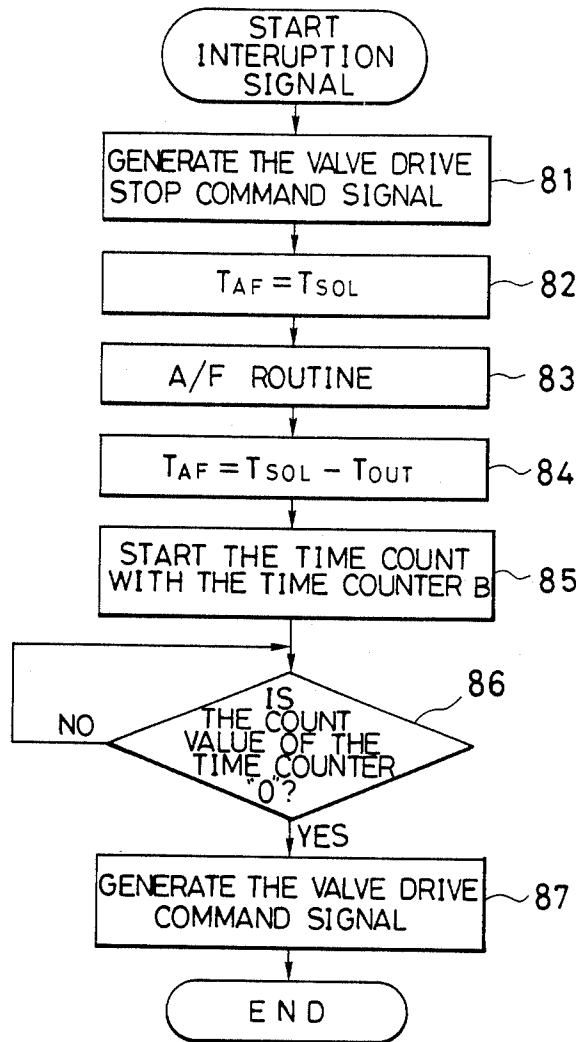 START
INTERUPTION
SIGNAL
GENERATE THE VALVE DRIVE
STOP COMMAND SIGNAL
81
TAF = TSOL
82
A/F ROUTINE
83
TAF = TSOL - TOUT
84
START THE TIME COUNT
WITH THE TIME COUNTER B
85
86
IS
THE COUNT
VALUE OF THE
TIME COUNTER
"0"?
NO
YES
GENERATE THE VALVE DRIVE
COMMAND SIGNAL
87
END